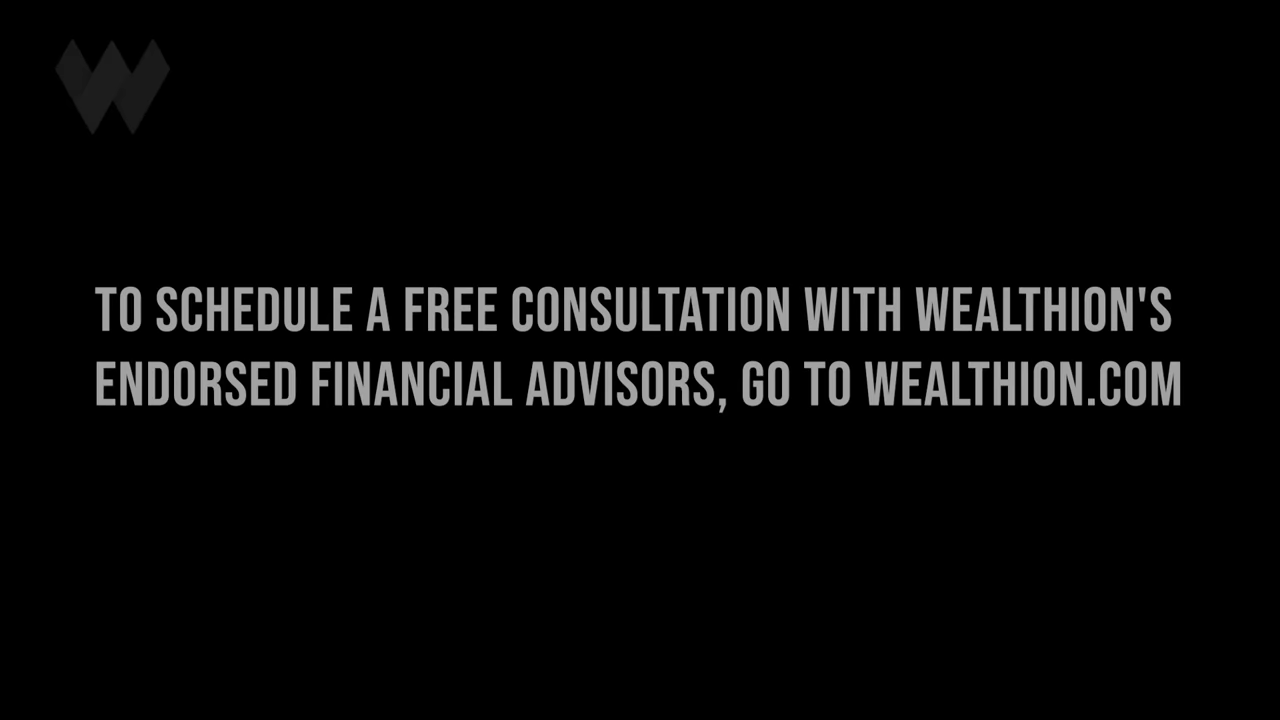 TO SCHEDULE A FREE CONSULTATION WITH WEALTHION'S
ENDORSED FINANCIAL ADVISORS, GO TO WEALTHION.COM